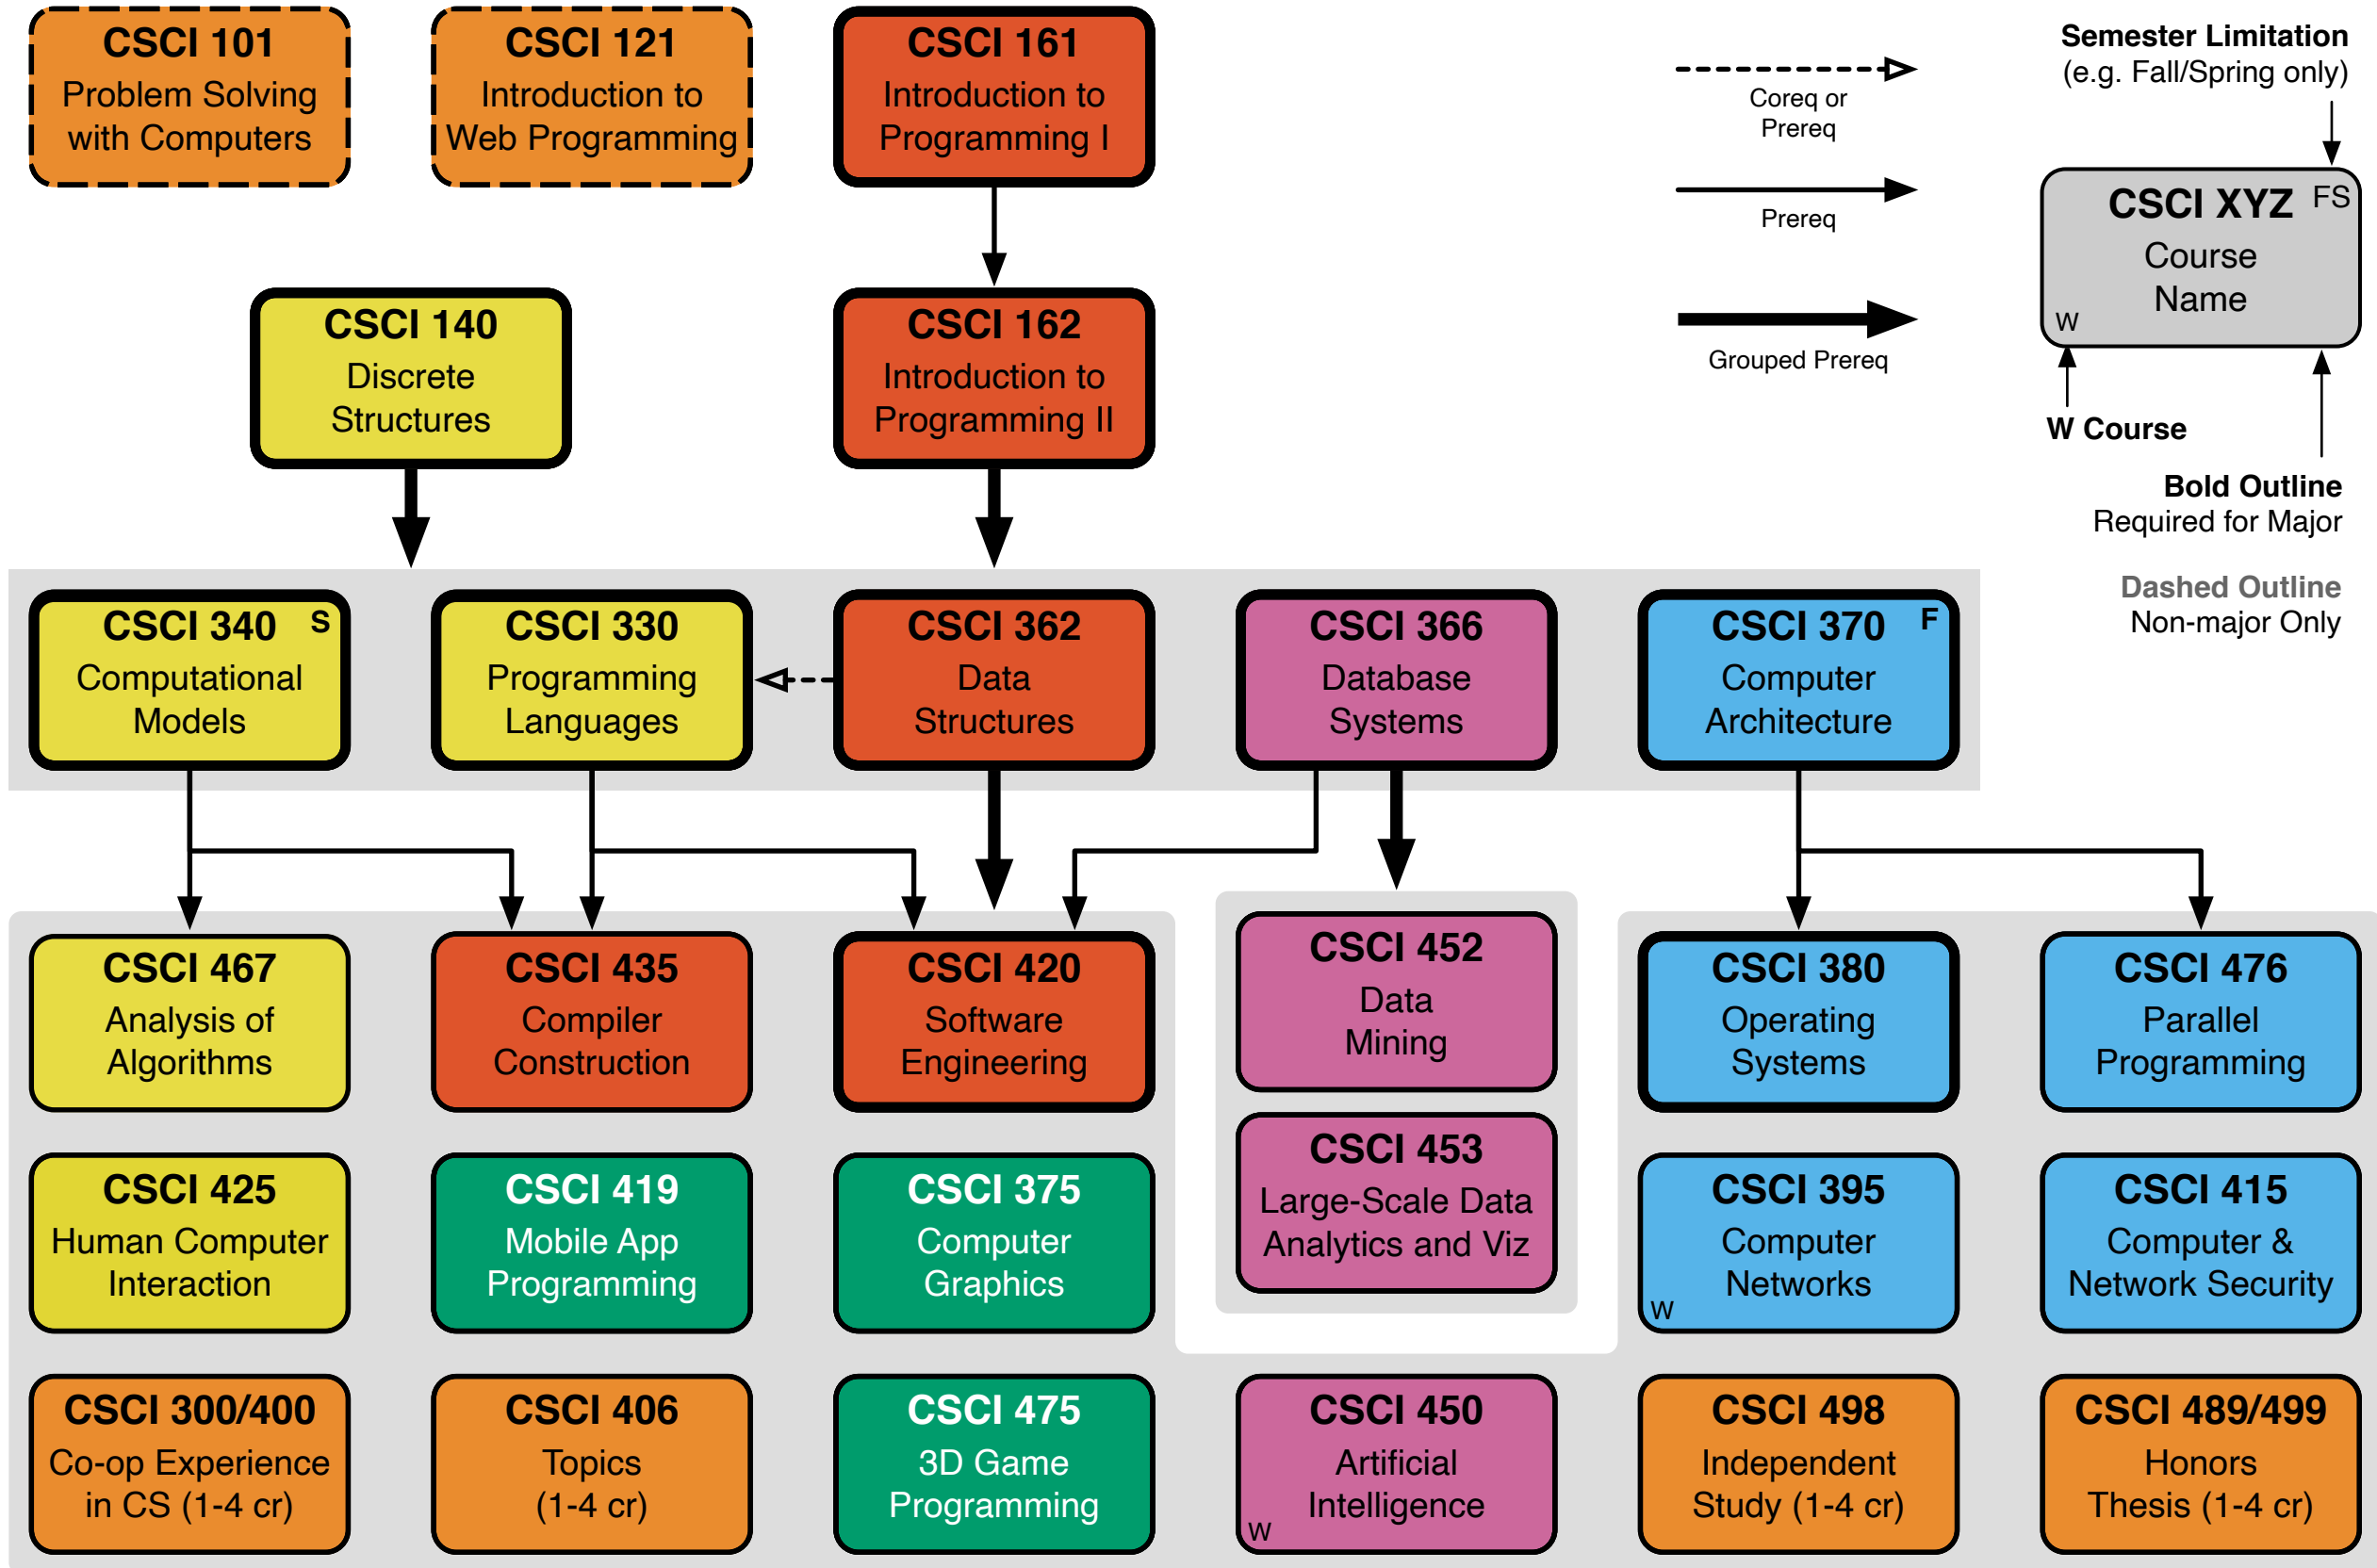 CSCI 101
Problem Solving
with Computers
CSCI 121
Introduction to
Web Programming
CSCI 161
Introduction to
Programming I
Coreq or
Prereq
Prereq
Grouped Prereq
Semester Limitation
(e.g. Fall/Spring only)
CSCI XYZ FS
Course
Name
W
W Course
Bold Outline
Required for Major
Dashed Outline
Non-major Only
CSCI 140
Discrete
Structures
CSCI 162
Introduction to
Programming II
CSCI 340 S
Computational
Models
CSCI 330
Programming
Languages
CSCI 362
Data
Structures
CSCI 366
Database
Systems
CSCI 370 F
Computer
Architecture
CSCI 467
Analysis of
Algorithms
CSCI 435
Compiler
Construction
CSCI 420
Software
Engineering
CSCI 452
Data
Mining
CSCI 453
Large-Scale Data
Analytics and Viz
CSCI 380
Operating
Systems
CSCI 476
Parallel
Programming
CSCI 425
Human Computer
Interaction
CSCI 419
Mobile App
Programming
CSCI 375
Computer
Graphics
CSCI 395
Computer
Networks
W
CSCI 415
Computer &
Network Security
CSCI 300/400
Co-op Experience
in CS (1-4 cr)
CSCI 406
Topics
(1-4 cr)
CSCI 475
3D Game
Programming
CSCI 450
Artificial
Intelligence
W
CSCI 498
Independent
Study (1-4 cr)
CSCI 489/499
Honors
Thesis (1-4 cr)